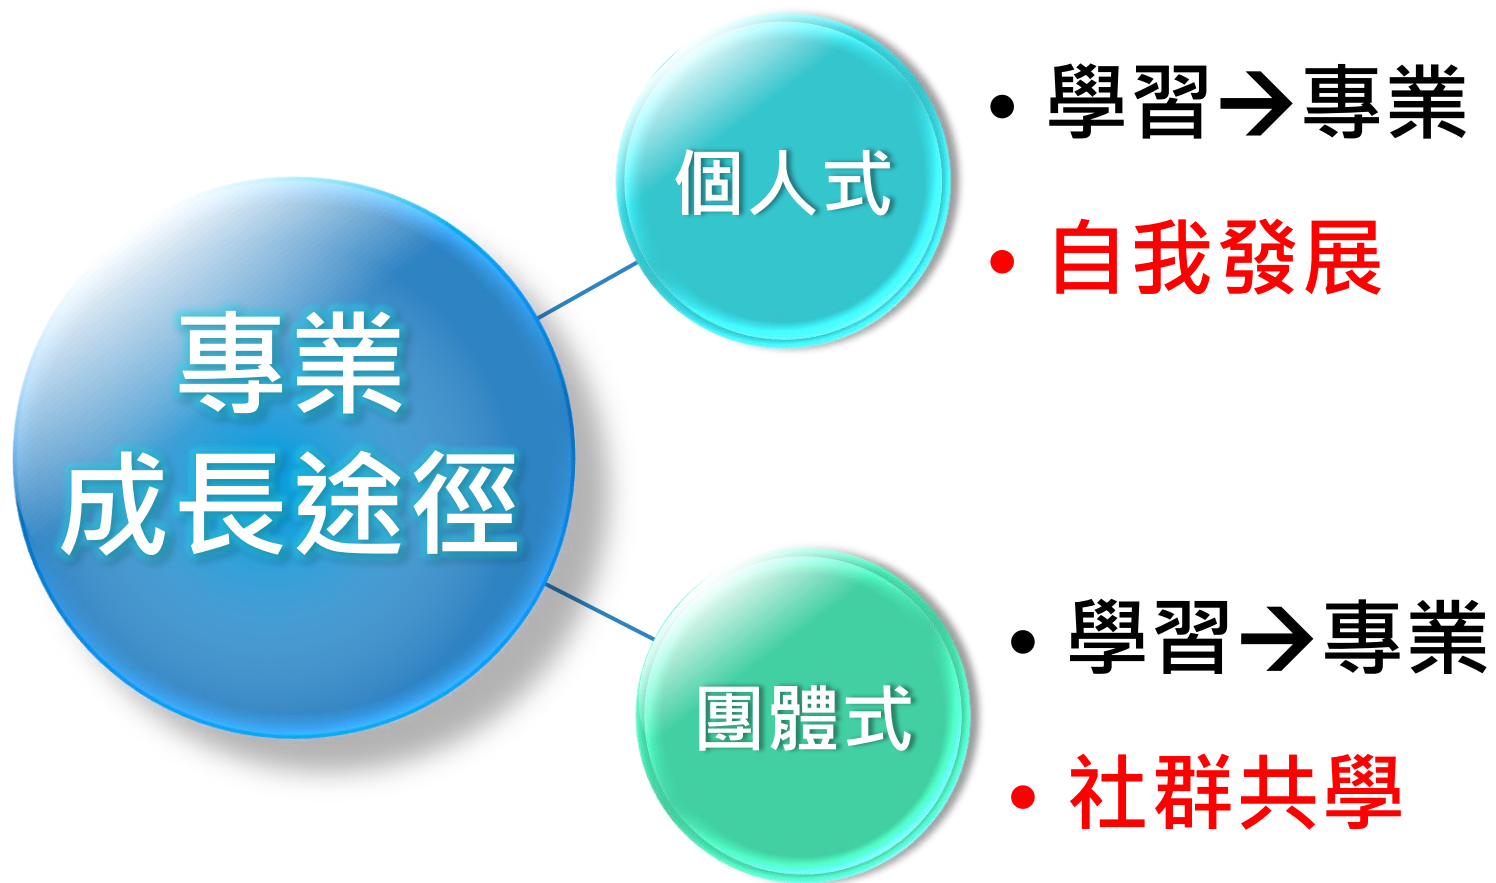 專業
成長途徑
個人式
• 學習→專業
• 自我發展
團體式
• 學習→專業
• 社群共學